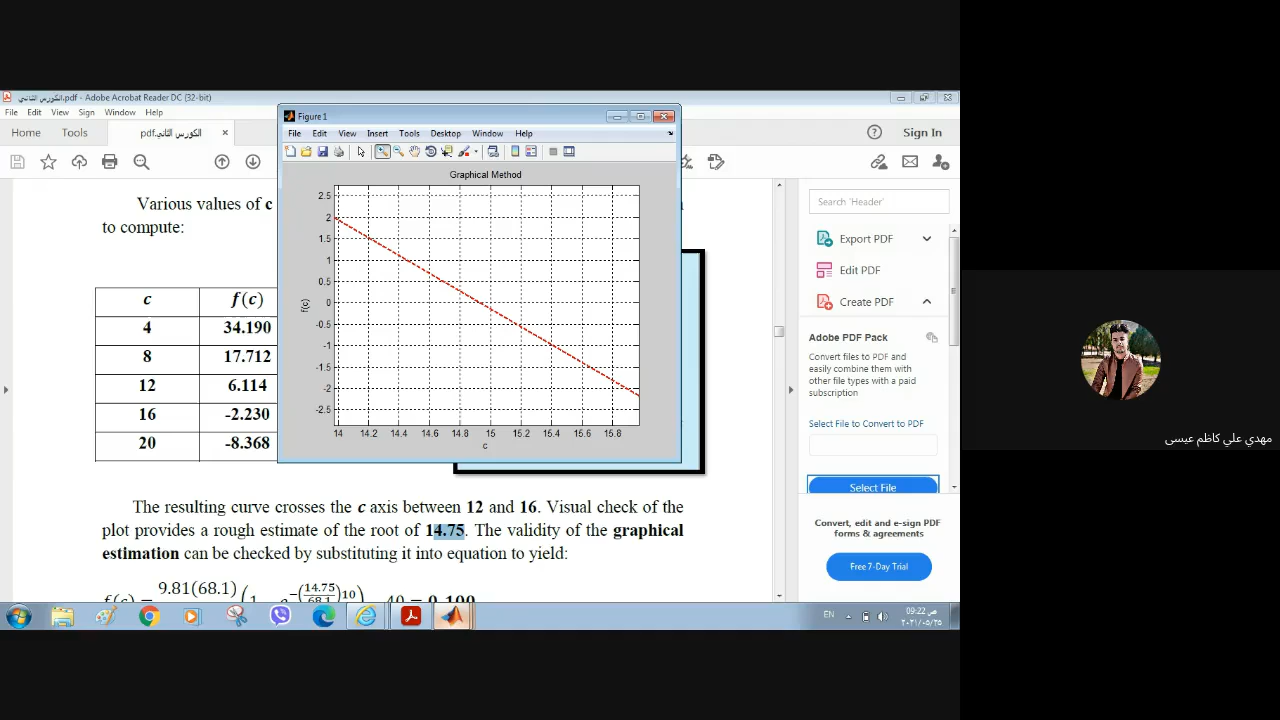 الكورس الثاني.pdf - Adobe Acrobat Reader DC (32-bit)
File Edit View Sign Window Help
Home Tools الكورس الثاني.pdf × Sign In
Various values of c
to compute:
c f(c)
4 34.190
8 17.712
12 6.114
16 -2.230
20 -8.368
Figure 1
File Edit View Insert Tools Desktop Window Help
Graphical Method
2.5
2
1.5
1
0.5
0
-0.5
-1
-1.5
-2
-2.5
f(c)
14 14.2 14.4 14.6 14.8 15 15.2 15.4 15.6 15.8
c
The resulting curve crosses the c axis between 12 and 16. Visual check of the
plot provides a rough estimate of the root of 14.75. The validity of the graphical
estimation can be checked by substituting it into equation to yield:
Search 'Header'
Export PDF
Edit PDF
Create PDF
Adobe PDF Pack
Convert files to PDF and
easily combine them with
other file types with a paid
subscription
Select File to Convert to PDF
Select File
Convert, edit and e-sign PDF
forms & agreements
Free 7-Day Trial
EN
09:22 ص
٢٠٢١/٠٥/٢٥
مهدي علي كاظم عيسى